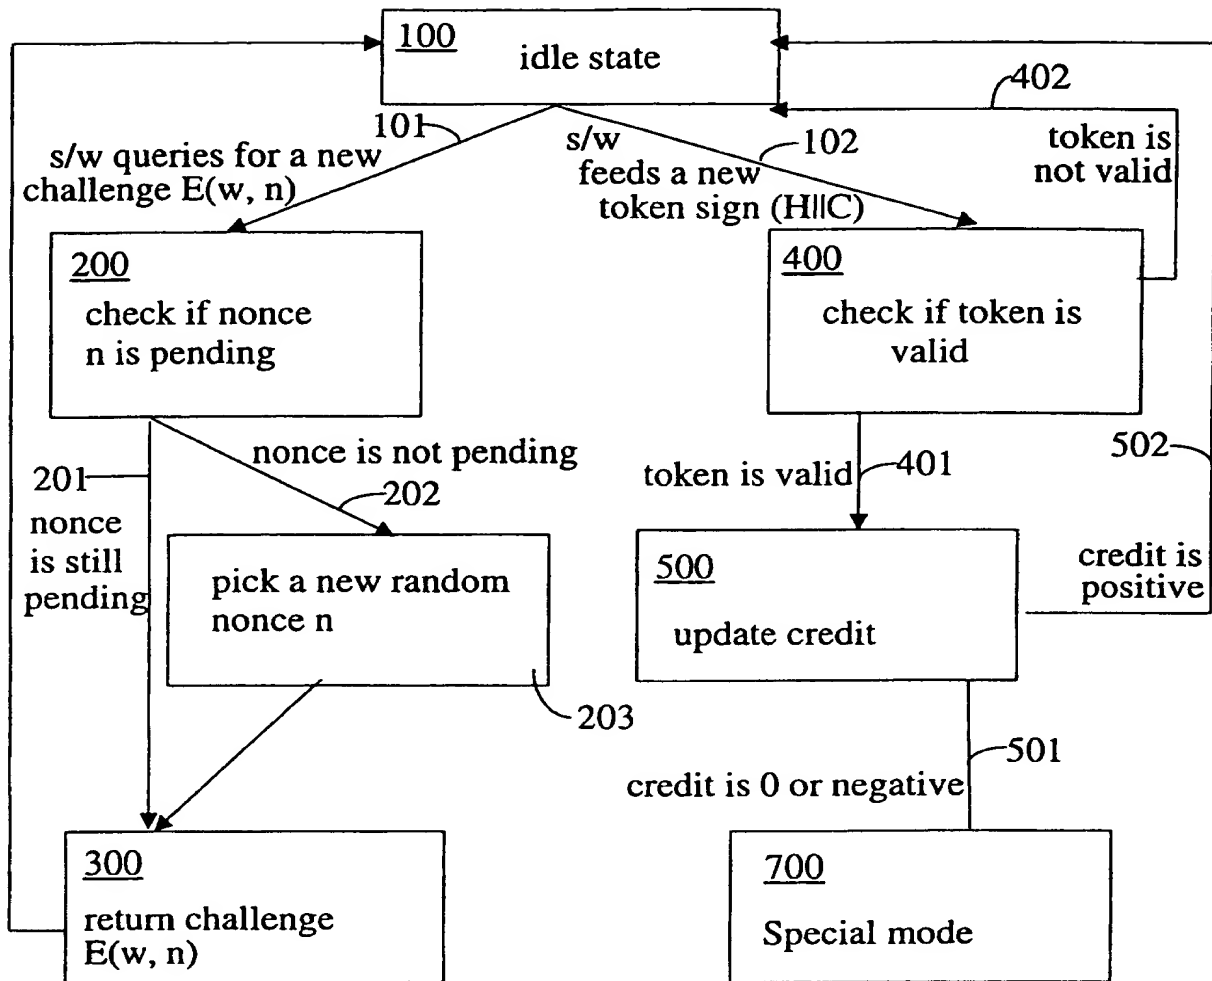 100
idle state
402
101
s/w
102
token is
not valid
s/w queries for a new
challenge E(w, n)
feeds a new
token sign (H||C)
200
check if nonce
n is pending
400
check if token is
valid
nonce is not pending
201
202
token is valid
401
502
nonce
is still
pending
pick a new random
nonce n
203
500
update credit
credit is
positive
501
credit is 0 or negative
300
return challenge
E(w, n)
700
Special mode